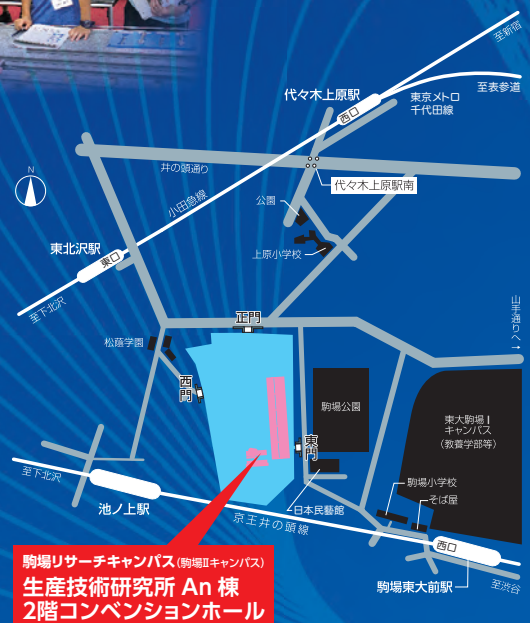 至新宿
代々木上原駅
西口
至表参道
東京メトロ
千代田線
N
井の頭通り
代々木上原駅南
小田急線
公園
上原小学校
東北沢駅
東口
至下北沢
山手通りへ→
正門
松蔭学園
西門
駒場公園
東大駒場Ⅰ
キャンパス
(教養学部等)
東門
駒場小学校
そば屋
至下北沢
日本民藝館
池ノ上駅
京王井の頭線
西口
駒場東大前駅
至渋谷
駒場リサーチキャンパス(駒場Ⅱキャンパス)
生産技術研究所 An 棟
2階コンベンションホール